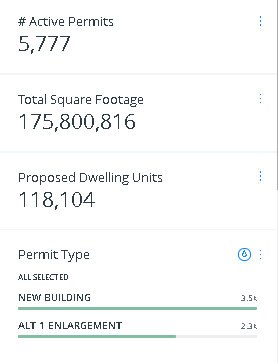 # Active Permits
5,777
Total Square Footage
175,800,816
Proposed Dwelling Units
118,104
Permit Type
ALL SELECTED
NEW BUILDING 3.5k
ALT 1 ENLARGEMENT 2.3k